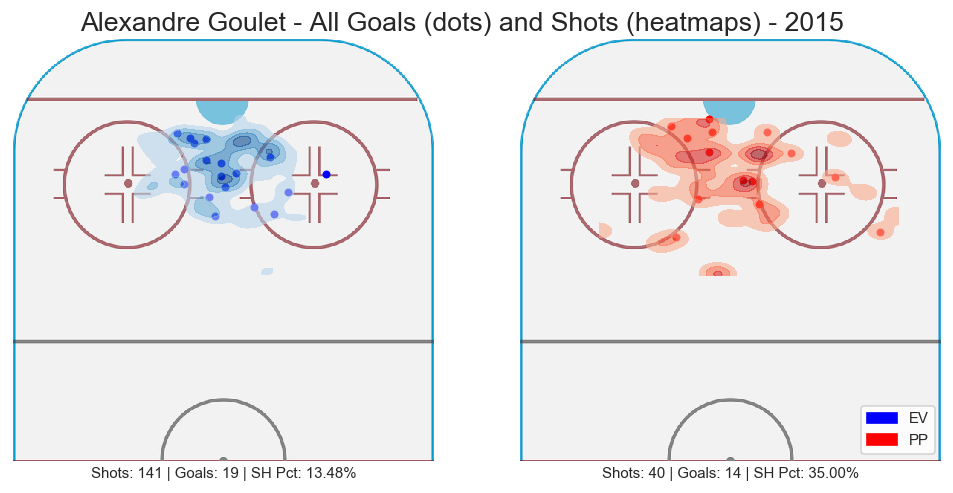 Alexandre Goulet - All Goals (dots) and Shots (heatmaps) - 2015
EV
PP
Shots: 141 | Goals: 19 | SH Pct: 13.48%
Shots: 40 | Goals: 14 | SH Pct: 35.00%